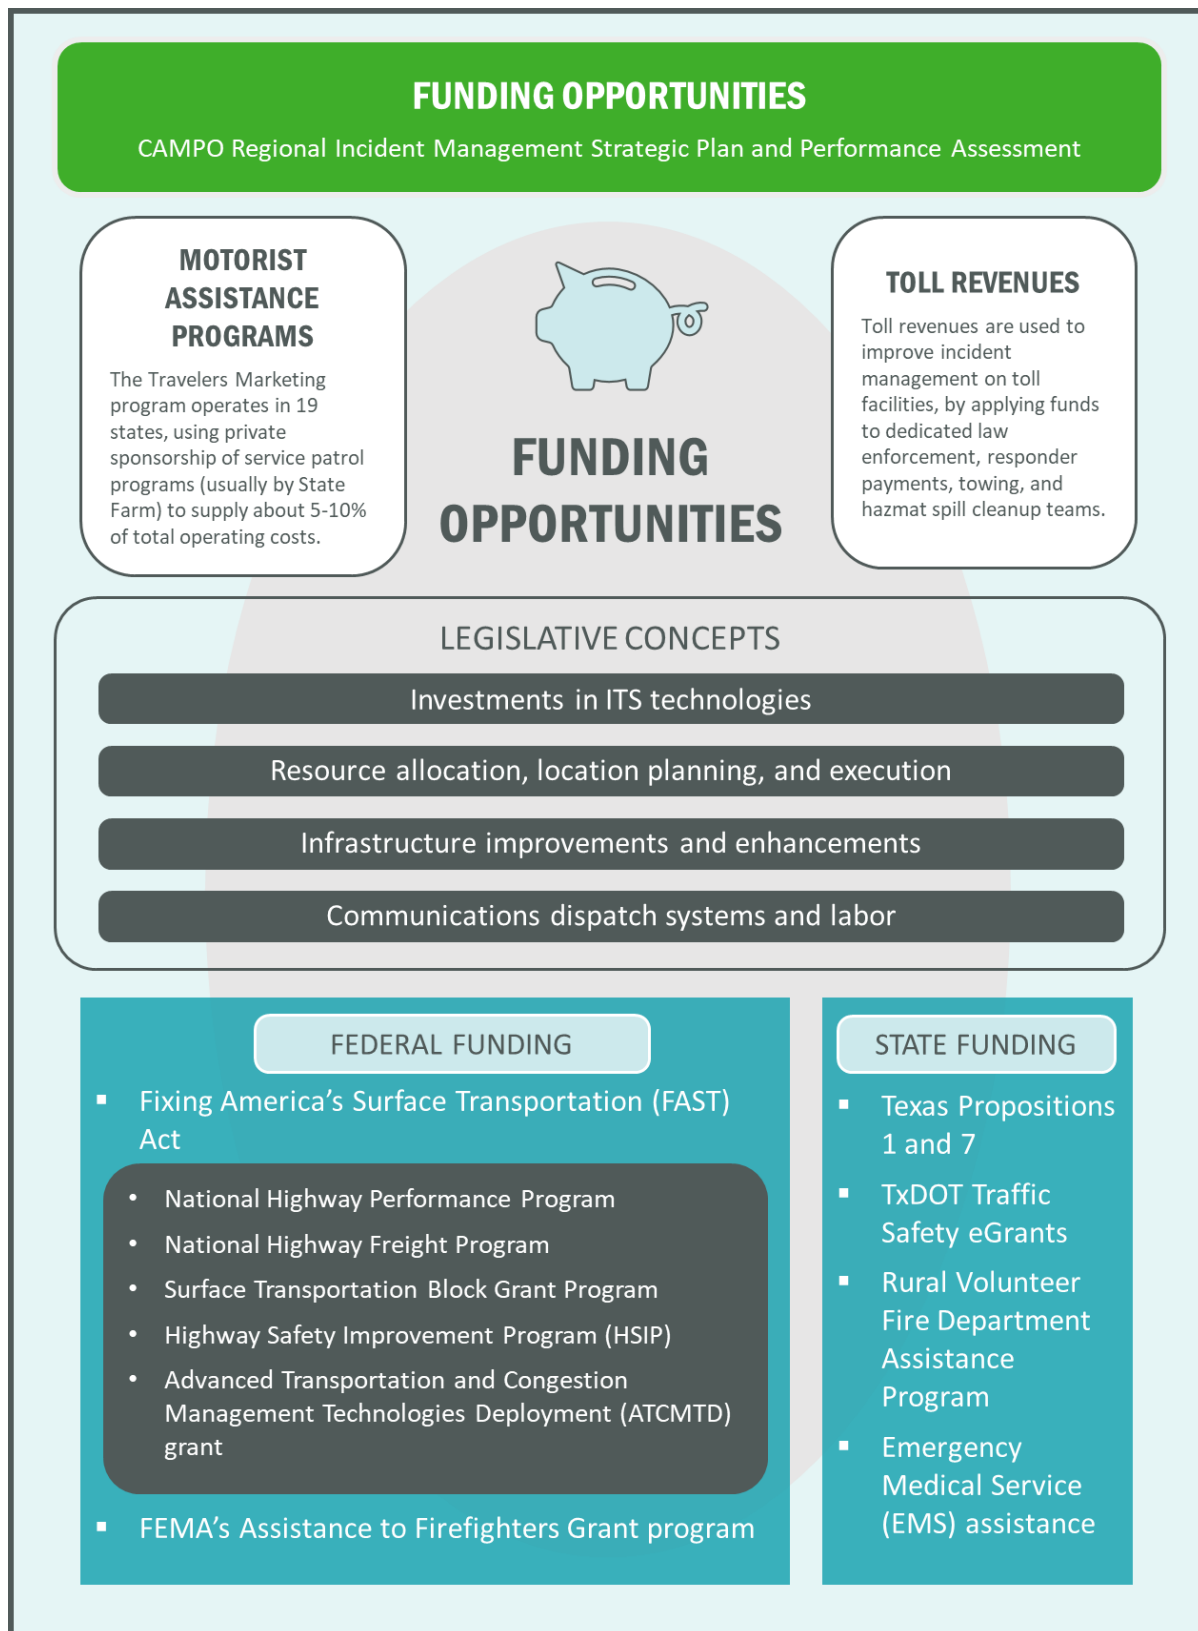 FUNDING OPPORTUNITIES
CAMPO Regional Incident Management Strategic Plan and Performance Assessment
MOTORIST
ASSISTANCE
PROGRAMS
The Travelers Marketing
program operates in 19
states, using private
sponsorship of service patrol
programs (usually by State
Farm) to supply about 5-10%
of total operating costs.
FUNDING
OPPORTUNITIES
TOLL REVENUES
Toll revenues are used to
improve incident
management on toll
facilities, by applying funds
to dedicated law
enforcement, responder
payments, towing, and
hazmat spill cleanup teams.
LEGISLATIVE CONCEPTS
Investments in ITS technologies
Resource allocation, location planning, and execution
Infrastructure improvements and enhancements
Communications dispatch systems and labor
FEDERAL FUNDING
▪ Fixing America’s Surface Transportation (FAST)
Act
• National Highway Performance Program
• National Highway Freight Program
• Surface Transportation Block Grant Program
• Highway Safety Improvement Program (HSIP)
• Advanced Transportation and Congestion
Management Technologies Deployment (ATCMTD)
grant
▪ FEMA’s Assistance to Firefighters Grant program
STATE FUNDING
▪ Texas Propositions
1 and 7
▪ TxDOT Traffic
Safety eGrants
▪ Rural Volunteer
Fire Department
Assistance
Program
▪ Emergency
Medical Service
(EMS) assistance